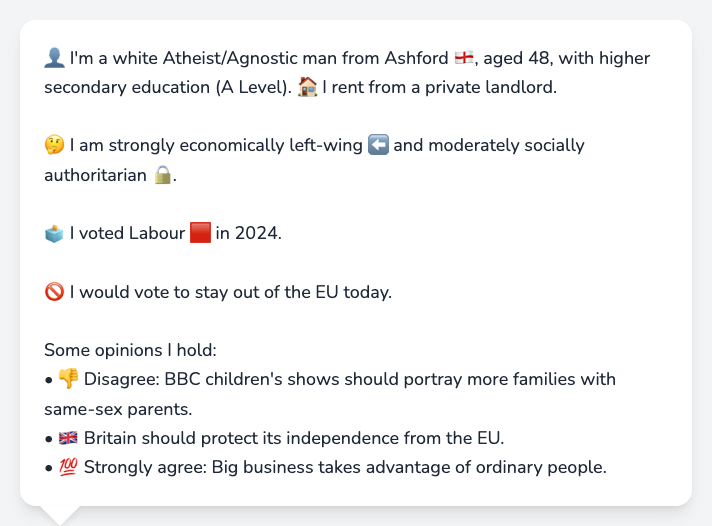 👤 I'm a white Atheist/Agnostic man from Ashford 🏴󠁧󠁢󠁥󠁮󠁧󠁿, aged 48, with higher
secondary education (A Level). 🏠 I rent from a private landlord.
🤔 I am strongly economically left-wing ⬅️ and moderately socially
authoritarian 🔒.
🗳️ I voted Labour 🟥 in 2024.
🚫 I would vote to stay out of the EU today.
Some opinions I hold:
• 👎 Disagree: BBC children's shows should portray more families with
same-sex parents.
• 🇬🇧 Britain should protect its independence from the EU.
• 💯 Strongly agree: Big business takes advantage of ordinary people.